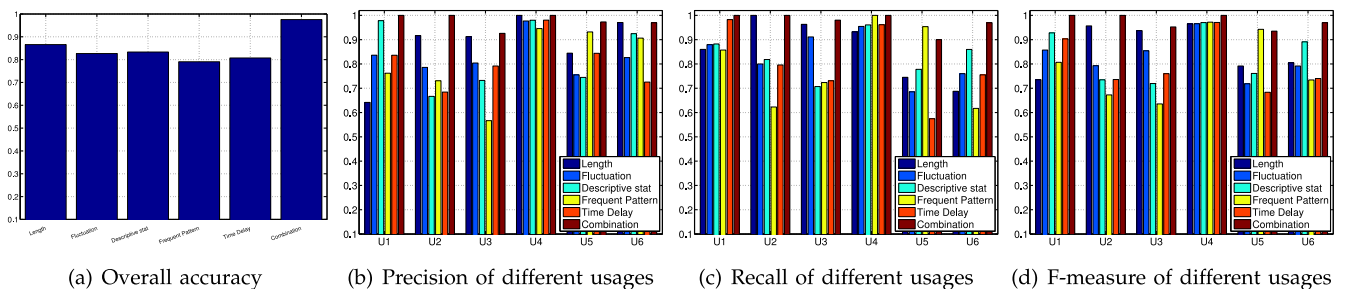 1
0.9
0.8
0.7
0.6
0.5
0.4
0.3
0.2
0.1
Length
Fluctuation
Descriptive stat
Frequent Pattern
Time Delay
Combination
(a) Overall accuracy
1
0.9
0.8
0.7
0.6
0.5
0.4
0.3
0.2
0.1
U1 U2 U3 U4 U5 U6
Length
Fluctuation
Descriptive stat
Frequent Pattern
Time Delay
Combination
(b) Precision of different usages
1
0.9
0.8
0.7
0.6
0.5
0.4
0.3
0.2
0.1
U1 U2 U3 U4 U5 U6
Length
Fluctuation
Descriptive stat
Frequent Pattern
Time Delay
Combination
(c) Recall of different usages
1
0.9
0.8
0.7
0.6
0.5
0.4
0.3
0.2
0.1
U1 U2 U3 U4 U5 U6
Length
Fluctuation
Descriptive stat
Frequent Pattern
Time Delay
Combination
(d) F-measure of different usages